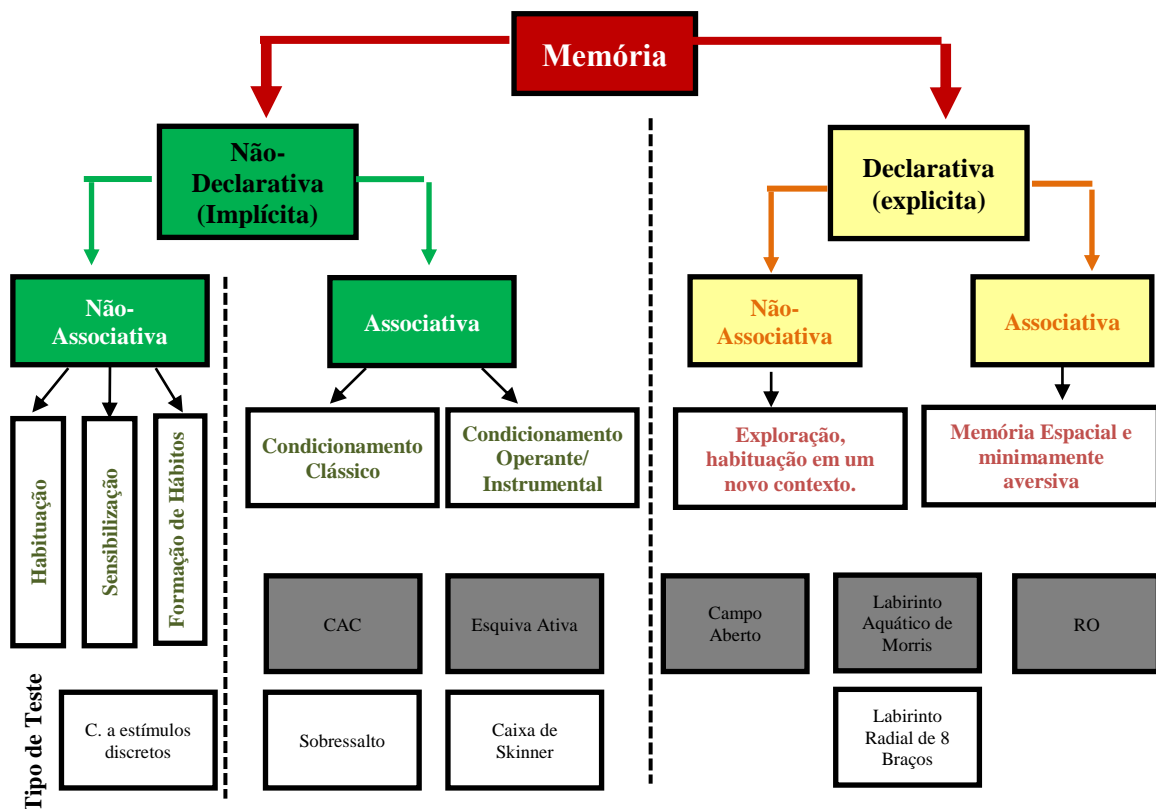 Memória
Não-
Declarativa
(Implícita)
Declarativa
(explicita)
Não-
Associativa
Associativa
Não-
Associativa
Associativa
Habituação
Sensibilização
Formação de Hábitos
Condicionamento
Clássico
Condicionamento
Operante/
Instrumental
Exploração,
habituação em um
novo contexto.
Memória Espacial e
minimamente
aversiva
CAC
Esquiva Ativa
Campo
Aberto
Labirinto
Aquático de
Morris
RO
Tipo de Teste
C. a estímulos
discretos
Sobressalto
Caixa de
Skinner
Labirinto
Radial de 8
Braços